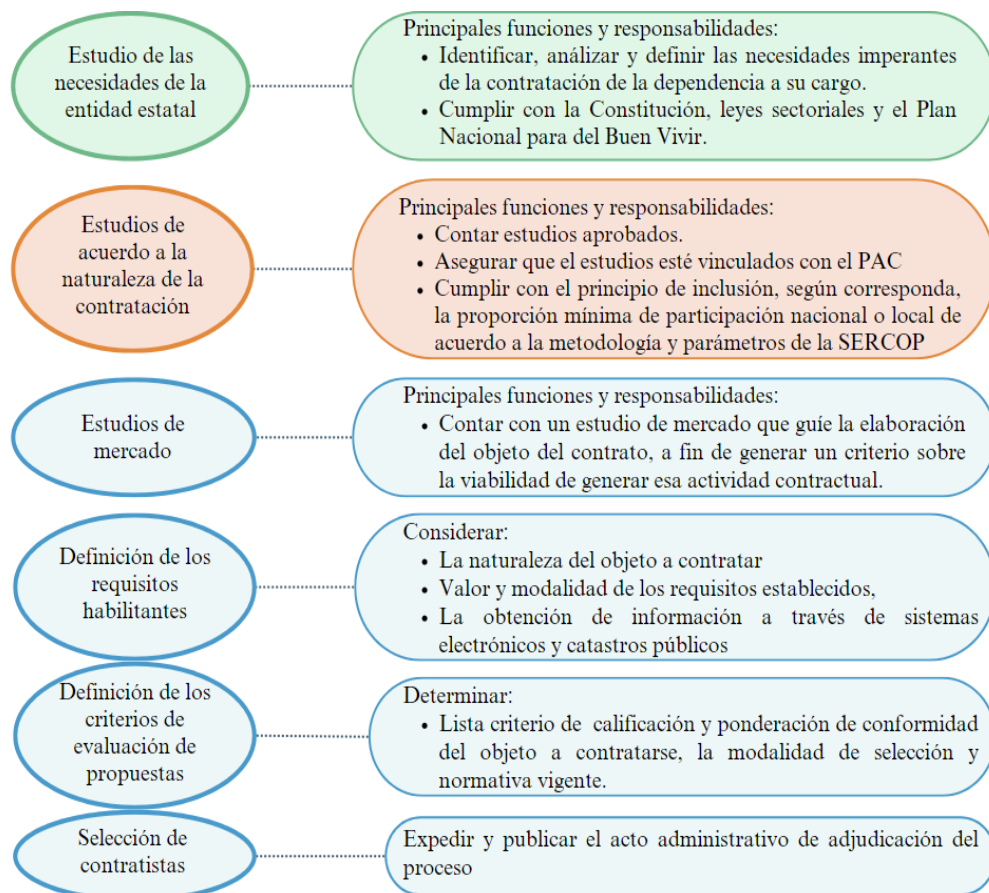 Estudio de las
necesidades de la
entidad estatal
Principales funciones y responsabilidades:
• Identificar, análizar y definir las necesidades imperantes
de la contratación de la dependencia a su cargo.
• Cumplir con la Constitución, leyes sectoriales y el Plan
Nacional para del Buen Vivir.
Estudios de
acuerdo a la
naturaleza de la
contratación
Principales funciones y responsabilidades:
• Contar estudios aprobados.
• Asegurar que el estudios esté vinculados con el PAC
• Cumplir con el principio de inclusión, según corresponda,
la proporción mínima de participación nacional o local de
acuerdo a la metodología y parámetros de la SERCOP
Estudios de
mercado
Principales funciones y responsabilidades:
• Contar con un estudio de mercado que guíe la elaboración
del objeto del contrato, a fin de generar un criterio sobre
la viabilidad de generar esa actividad contractual.
Definición de los
requisitos
habilitantes
Considerar:
• La naturaleza del objeto a contratar
• Valor y modalidad de los requisitos establecidos,
• La obtención de información a través de sistemas
electrónicos y catastros públicos
Definición de los
criterios de
evaluación de
propuestas
Determinar:
• Lista criterio de calificación y ponderación de conformidad
del objeto a contratarse, la modalidad de selección y
normativa vigente.
Selección de
contratistas
Expedir y publicar el acto administrativo de adjudicación del
proceso